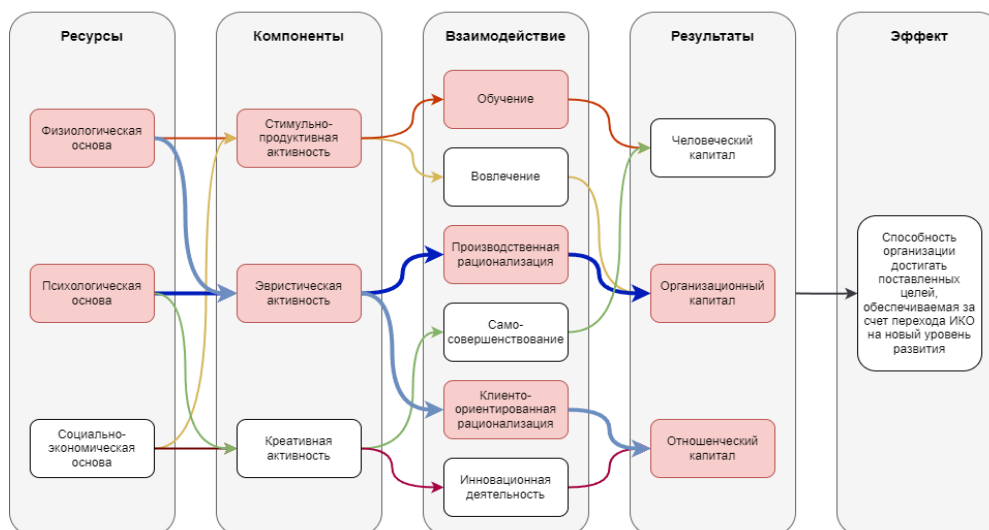 Ресурсы
Компоненты
Взаимодействие
Результаты
Эффект
Физиологическая
основа
Психологическая
основа
Социально-
экономическая
основа
Стимульно-
продуктивная
активность
Эвристическая
активность
Креативная
активность
Обучение
Вовлечение
Производственная
рационализация
Само-
совершенствование
Клиенто-
ориентированная
рационализация
Инновационная
деятельность
Человеческий
капитал
Организационный
капитал
Отношенческий
капитал
Способность
организации
достигать
поставленных
целей,
обеспечиваемая за
счет перехода ИКО
на новый уровень
развития